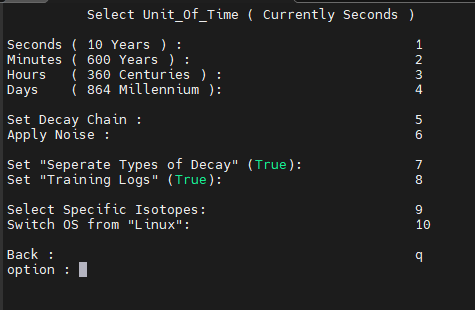 Select Unit_Of_Time ( Currently Seconds )
Seconds ( 10 Years ) : 1
Minutes ( 600 Years ) : 2
Hours ( 360 Centuries ) : 3
Days ( 864 Millennium ): 4
Set Decay Chain : 5
Apply Noise : 6
Set "Seperate Types of Decay" (True): 7
Set "Training Logs" (True): 8
Select Specific Isotopes: 9
Switch OS from "Linux": 10
Back : q
option :